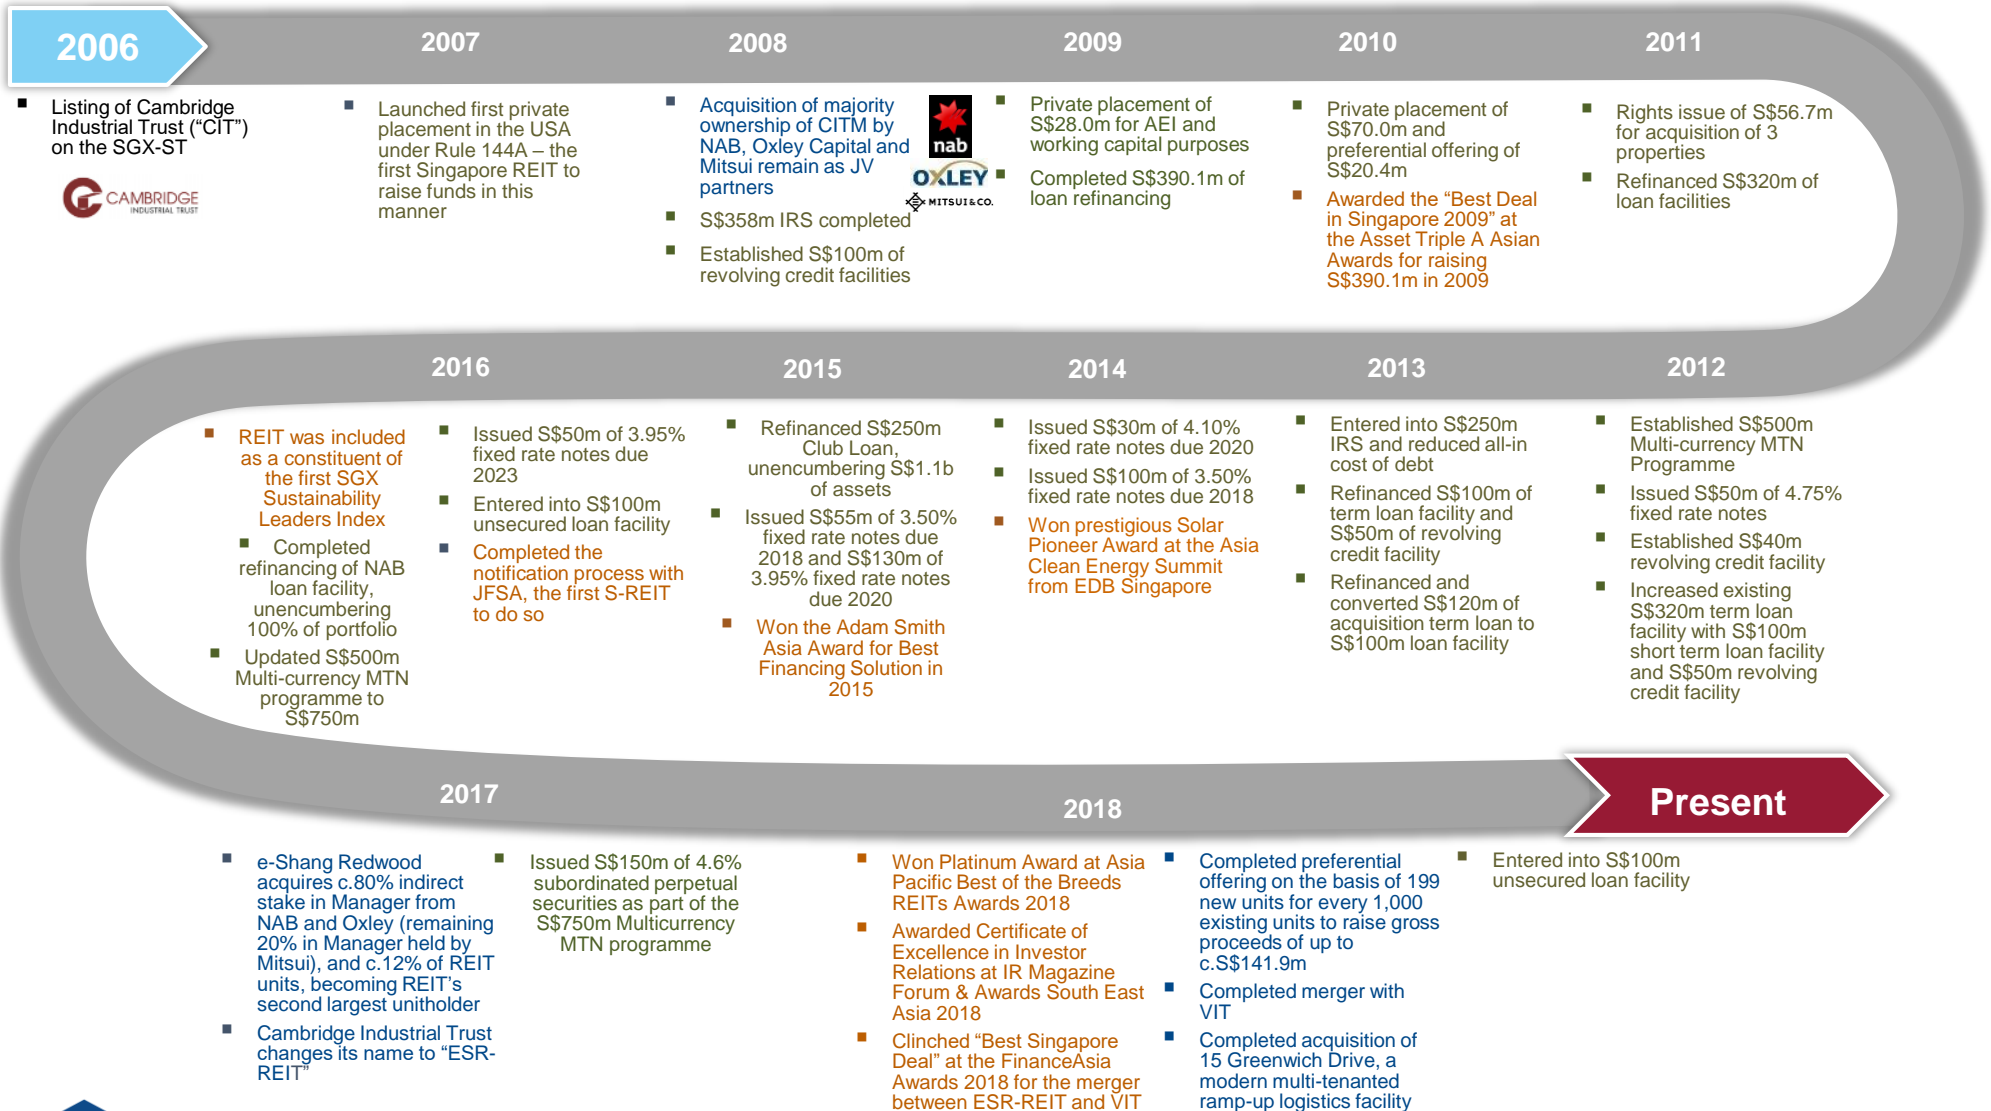 2006
2007
2008
2009
2010
2011
Listing of Cambridge
Industrial Trust (“CIT”)
on the SGX-ST
CAMBRIDGE
INDUSTRIAL TRUST
Launched first private
placement in the USA
under Rule 144A – the
first Singapore REIT to
raise funds in this
manner
Acquisition of majority
ownership of CITM by
NAB, Oxley Capital and
Mitsui remain as JV
partners
S$358m IRS completed
Established S$100m of
revolving credit facilities
nab
OXLEY
MITSUI & CO.
Private placement of
S$28.0m for AEI and
working capital purposes
Completed S$390.1m of
loan refinancing
Private placement of
S$70.0m and
preferential offering of
S$20.4m
Awarded the “Best Deal
in Singapore 2009” at
the Asset Triple A Asian
Awards for raising
S$390.1m in 2009
Rights issue of S$56.7m
for acquisition of 3
properties
Refinanced S$320m of
loan facilities
2016
2015
2014
2013
2012
REIT was included
as a constituent of
the first SGX
Sustainability
Leaders Index
Completed
refinancing of NAB
loan facility,
unencumbering
100% of portfolio
Updated S$500m
Multi-currency MTN
programme to
S$750m
Issued S$50m of 3.95%
fixed rate notes due
2023
Entered into S$100m
unsecured loan facility
Completed the
notification process with
JFSA, the first S-REIT
to do so
Refinanced S$250m
Club Loan,
unencumbering S$1.1b
of assets
Issued S$55m of 3.50%
fixed rate notes due
2018 and S$130m of
3.95% fixed rate notes
due 2020
Won the Adam Smith
Asia Award for Best
Financing Solution in
2015
Issued S$30m of 4.10%
fixed rate notes due 2020
Issued S$100m of 3.50%
fixed rate notes due 2018
Won prestigious Solar
Pioneer Award at the Asia
Clean Energy Summit
from EDB Singapore
Entered into S$250m
IRS and reduced all-in
cost of debt
Refinanced S$100m of
term loan facility and
S$50m of revolving
credit facility
Refinanced and
converted S$120m of
acquisition term loan to
S$100m loan facility
Established S$500m
Multi-currency MTN
Programme
Issued S$50m of 4.75%
fixed rate notes
Established S$40m
revolving credit facility
Increased existing
S$320m term loan
facility with S$100m
short term loan facility
and S$50m revolving
credit facility
2017
2018
Present
e-Shang Redwood
acquires c.80% indirect
stake in Manager from
NAB and Oxley (remaining
20% in Manager held by
Mitsui), and c.12% of REIT
units, becoming REIT’s
second largest unitholder
Cambridge Industrial Trust
changes its name to “ESR-
REIT”
Issued S$150m of 4.6%
subordinated perpetual
securities as part of the
S$750m Multicurrency
MTN programme
Won Platinum Award at Asia
Pacific Best of the Breeds
REITs Awards 2018
Awarded Certificate of
Excellence in Investor
Relations at IR Magazine
Forum & Awards South East
Asia 2018
Clinched “Best Singapore
Deal” at the FinanceAsia
Awards 2018 for the merger
between ESR-REIT and VIT
Completed preferential
offering on the basis of 199
new units for every 1,000
existing units to raise gross
proceeds of up to
c.S$141.9m
Completed merger with
VIT
Completed acquisition of
15 Greenwich Drive, a
modern multi-tenanted
ramp-up logistics facility
Entered into S$100m
unsecured loan facility